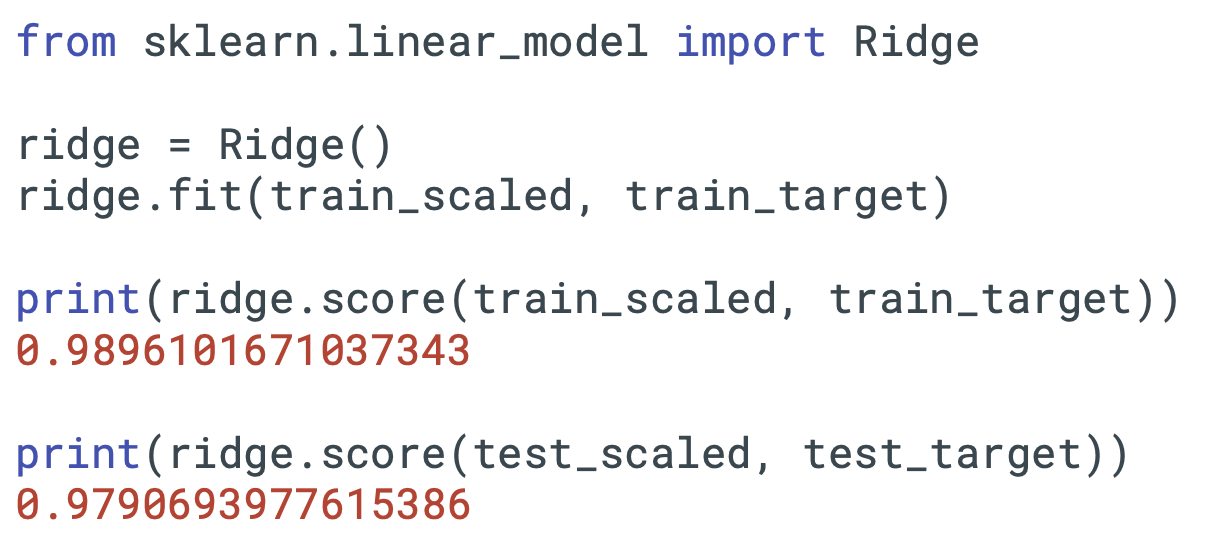 from sklearn.linear_model import Ridge
ridge = Ridge()
ridge.fit(train_scaled, train_target)
print(ridge.score(train_scaled, train_target))
0.9896101671037343
print(ridge.score(test_scaled, test_target))
0.9790693977615386